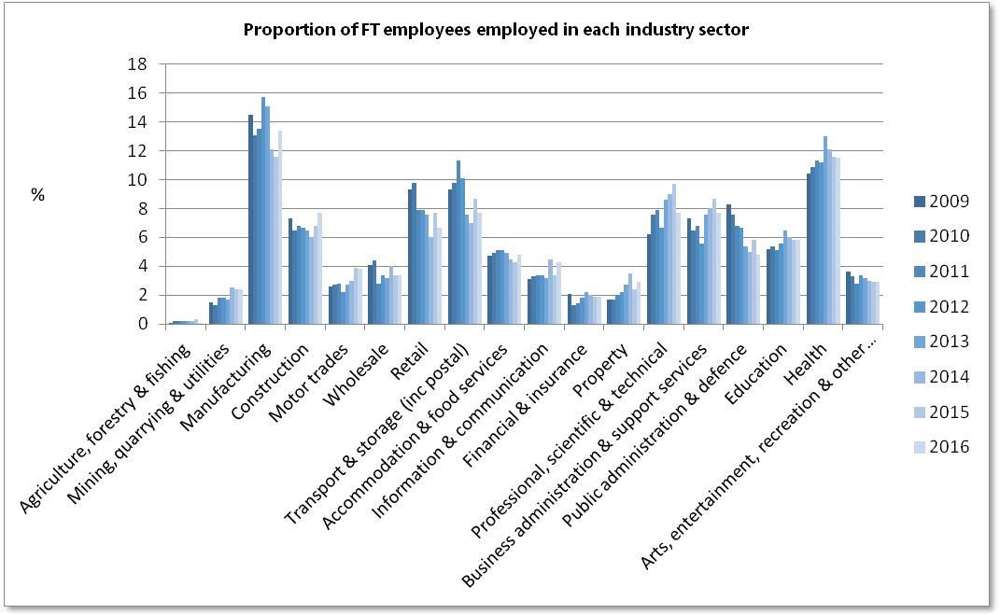 Proportion of FT employees employed in each industry sector
18
16
14
12
10
8
6
4
2
0
%
Agriculture, forestry & fishing
Mining, quarrying & utilities
Manufacturing
Construction
Motor trades
Wholesale
Retail
Transport & storage (inc postal)
Accommodation & food services
Information & communication
Financial & insurance
Property
Professional, scientific & technical
Business administration & support services
Public administration & defence
Education
Health
Arts, entertainment, recreation & other...
2009
2010
2011
2012
2013
2014
2015
2016